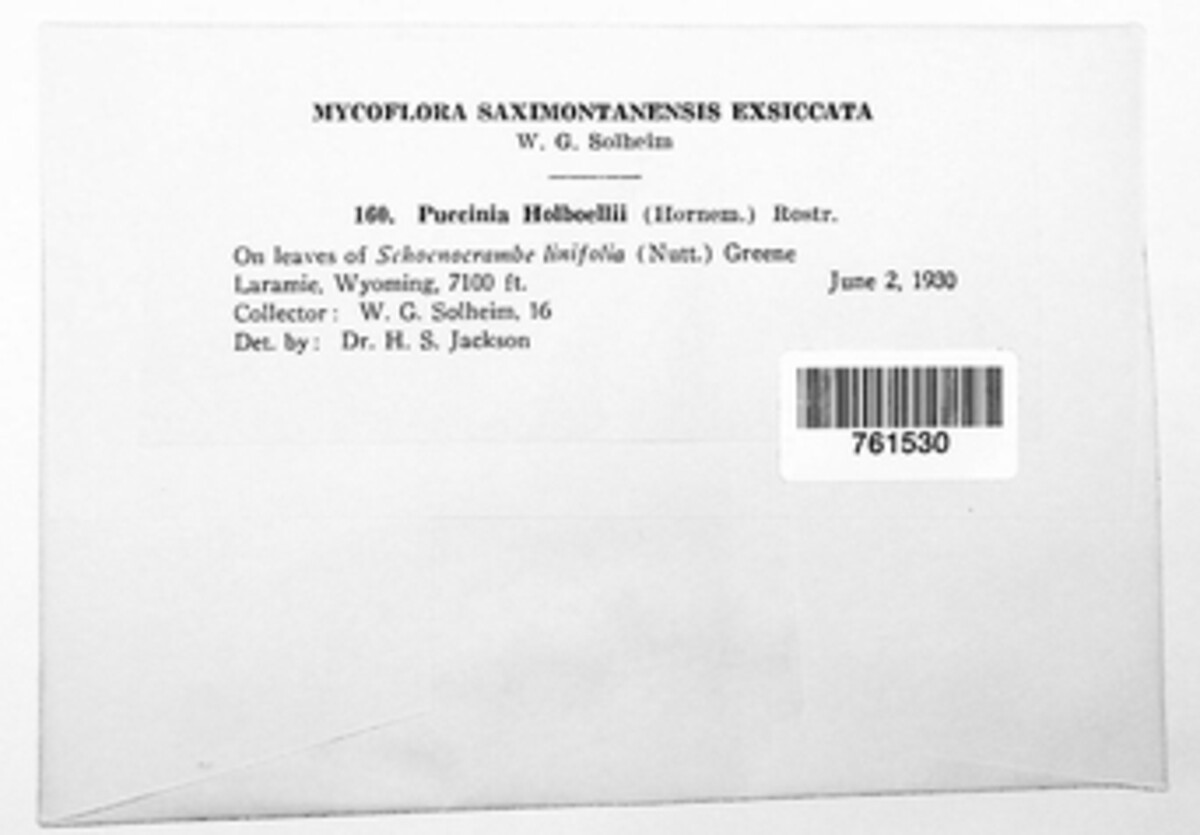 MYCOFLORA SAXIMONTANENSIS EXSICCATA
W. G. Solheim
160. Puccinia Holboellii (Hornem.) Rostr.
On leaves of Schoenocrambe linifolia (Nutt.) Greene
Laramie, Wyoming, 7100 ft. June 2, 1930
Collector: W. G. Solheim, 16
Det. by: Dr. H. S. Jackson
761530